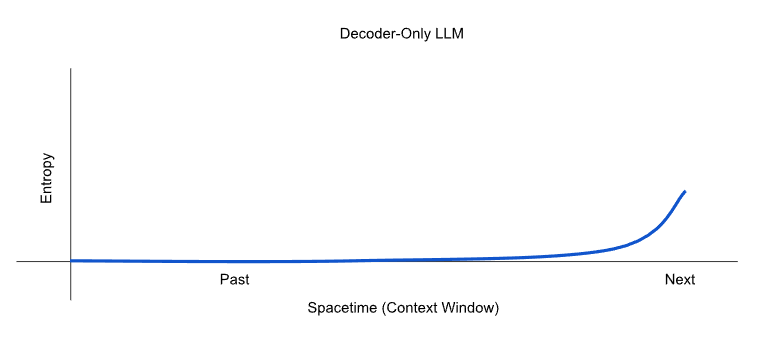 Decoder-Only LLM
Entropy
Past
Next
Spacetime (Context Window)